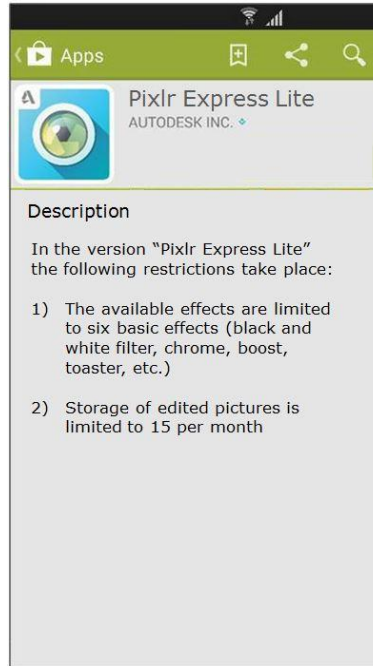 Apps
Pixlr Express Lite
AUTODESK INC.
Description
In the version “Pixlr Express Lite”
the following restrictions take place:
1) The available effects are limited
to six basic effects (black and
white filter, chrome, boost,
toaster, etc.)
2) Storage of edited pictures is
limited to 15 per month